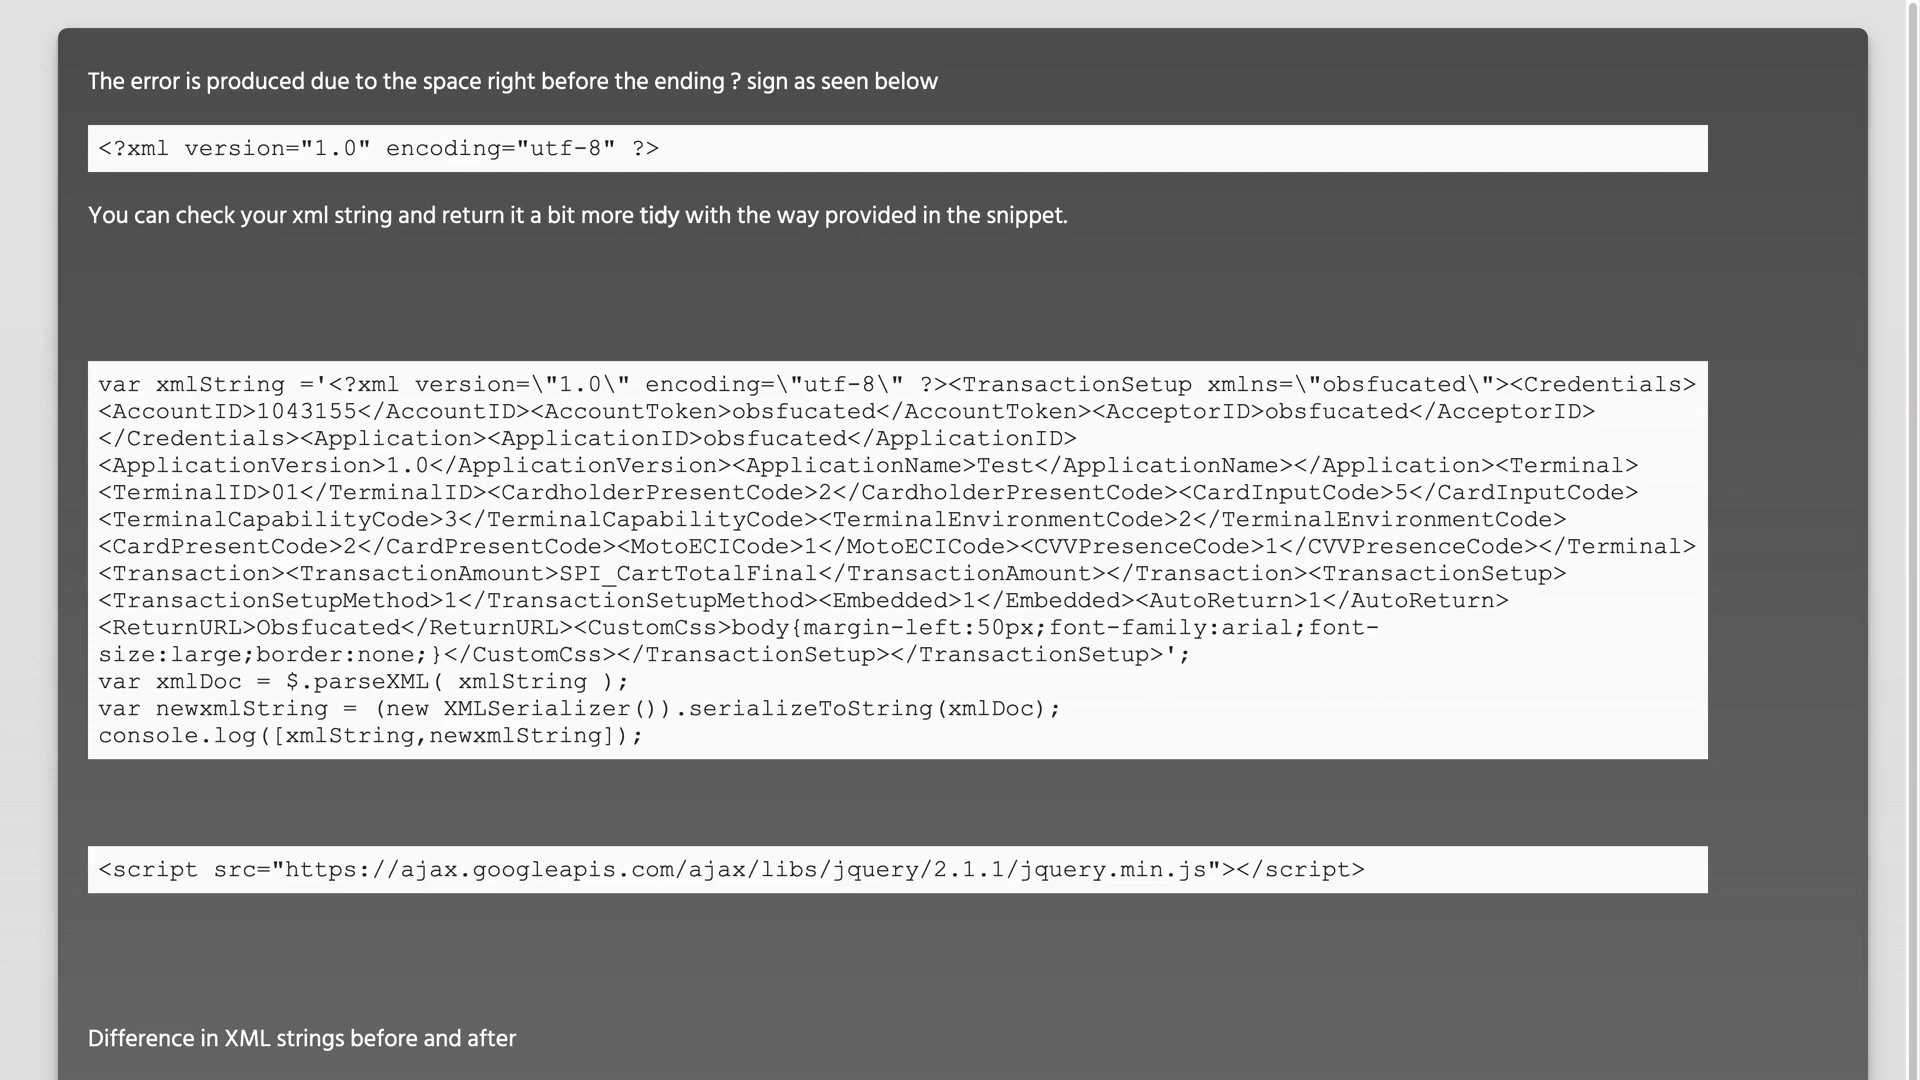 The error is produced due to the space right before the ending ? sign as seen below
<?xml version="1.0" encoding="utf-8" ?>
You can check your xml string and return it a bit more tidy with the way provided in the snippet.
var xmlString ='<?xml version=\"1.0\" encoding=\"utf-8\" ?><TransactionSetup xmlns=\"obsfucated\"><Credentials>
<AccountID>1043155</AccountID><AccountToken>obsfucated</AccountToken><AcceptorID>obsfucated</AcceptorID>
</Credentials><Application><ApplicationID>obsfucated</ApplicationID>
<ApplicationVersion>1.0</ApplicationVersion><ApplicationName>Test</ApplicationName></Application><Terminal>
<TerminalID>01</TerminalID><CardholderPresentCode>2</CardholderPresentCode><CardInputCode>5</CardInputCode>
<TerminalCapabilityCode>3</TerminalCapabilityCode><TerminalEnvironmentCode>2</TerminalEnvironmentCode>
<CardPresentCode>2</CardPresentCode><MotoECICode>1</MotoECICode><CVVPresenceCode>1</CVVPresenceCode></Terminal>
<Transaction><TransactionAmount>SPI_CartTotalFinal</TransactionAmount></Transaction><TransactionSetup>
<TransactionSetupMethod>1</TransactionSetupMethod><Embedded>1</Embedded><AutoReturn>1</AutoReturn>
<ReturnURL>Obsfucated</ReturnURL><CustomCss>body{margin-left:50px;font-family:arial;font-
size:large;border:none;}</CustomCss></TransactionSetup></TransactionSetup>';
var xmlDoc = $.parseXML( xmlString );
var newxmlString = (new XMLSerializer()).serializeToString(xmlDoc);
console.log([xmlString,newxmlString]);
<script src="https://ajax.googleapis.com/ajax/libs/jquery/2.1.1/jquery.min.js"></script>
Difference in XML strings before and after